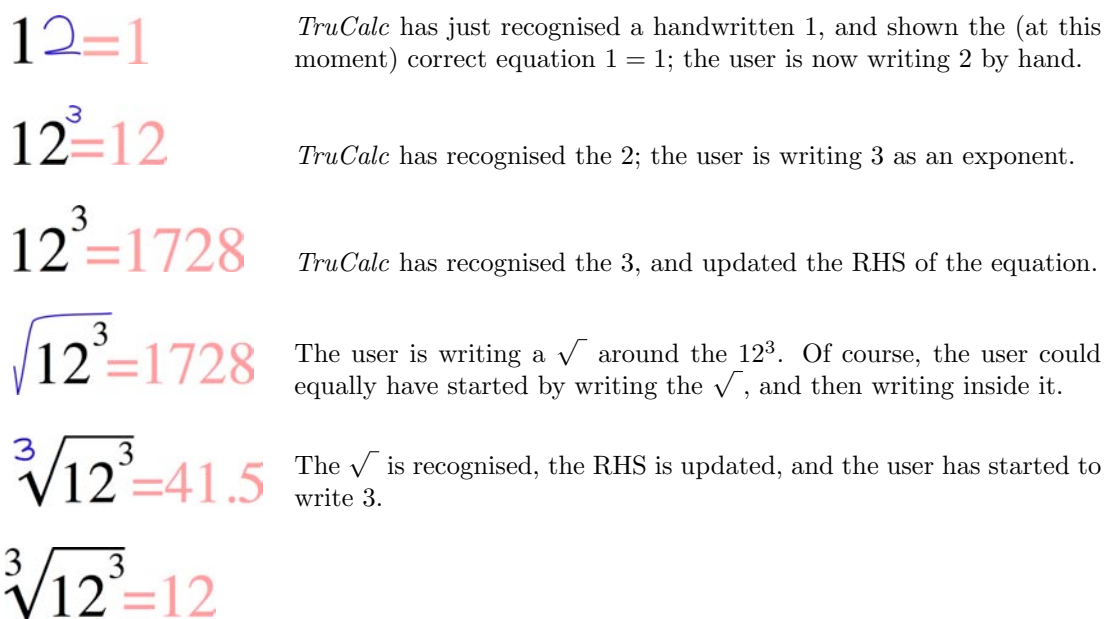 12=1
TruCalc has just recognised a handwritten 1, and shown the (at this
moment) correct equation 1 = 1; the user is now writing 2 by hand.
12³=12
TruCalc has recognised the 2; the user is writing 3 as an exponent.
12³=1728
TruCalc has recognised the 3, and updated the RHS of the equation.
√12³=1728
The user is writing a √ around the 12³. Of course, the user could
equally have started by writing the √, and then writing inside it.
³√12³=41.5
The √ is recognised, the RHS is updated, and the user has started to
write 3.
³√12³=12